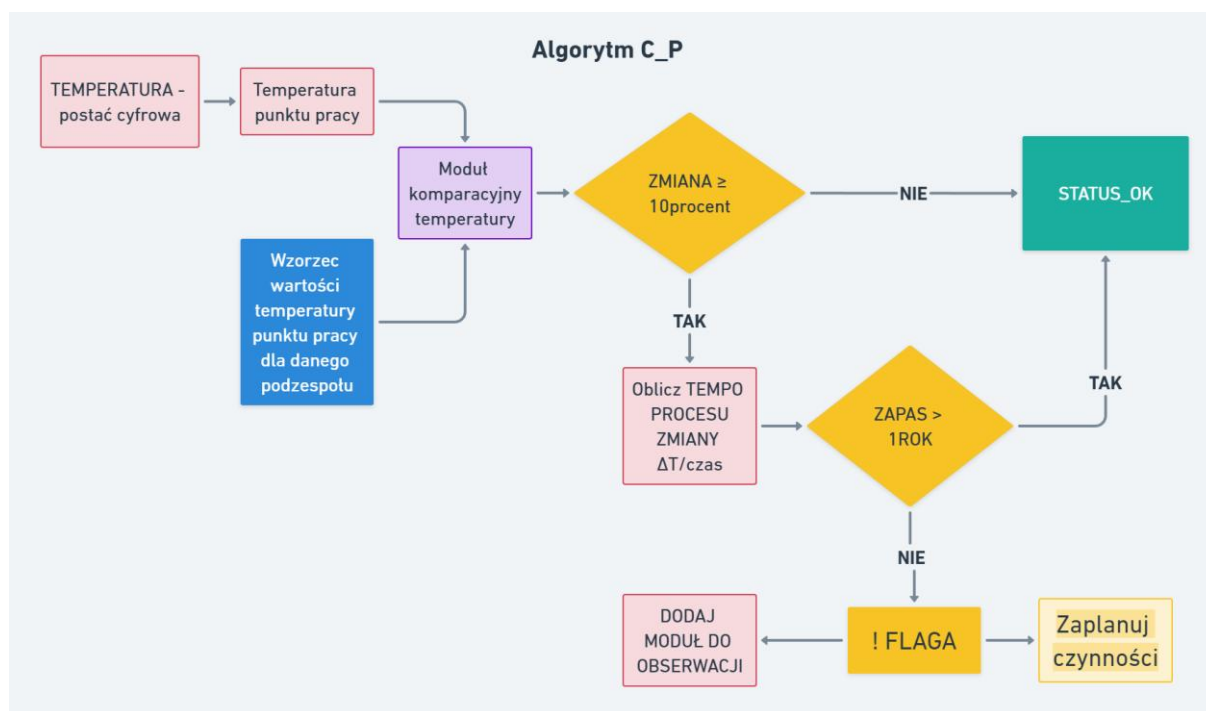 Algorytm C_P
TEMPERATURA -
postać cyfrowa
Temperatura
punktu pracy
Moduł
komparacyjny
temperatury
Wzorzec
wartości
temperatury
punktu pracy
dla danego
podzespołu
ZMIANA ≥
10procent
NIE
STATUS_OK
TAK
Oblicz TEMPO
PROCESU
ZMIANY
ΔT/czas
ZAPAS >
1ROK
TAK
NIE
DODAJ
MODUŁ DO
OBSERWACJI
! FLAGA
Zaplanuj
czynności